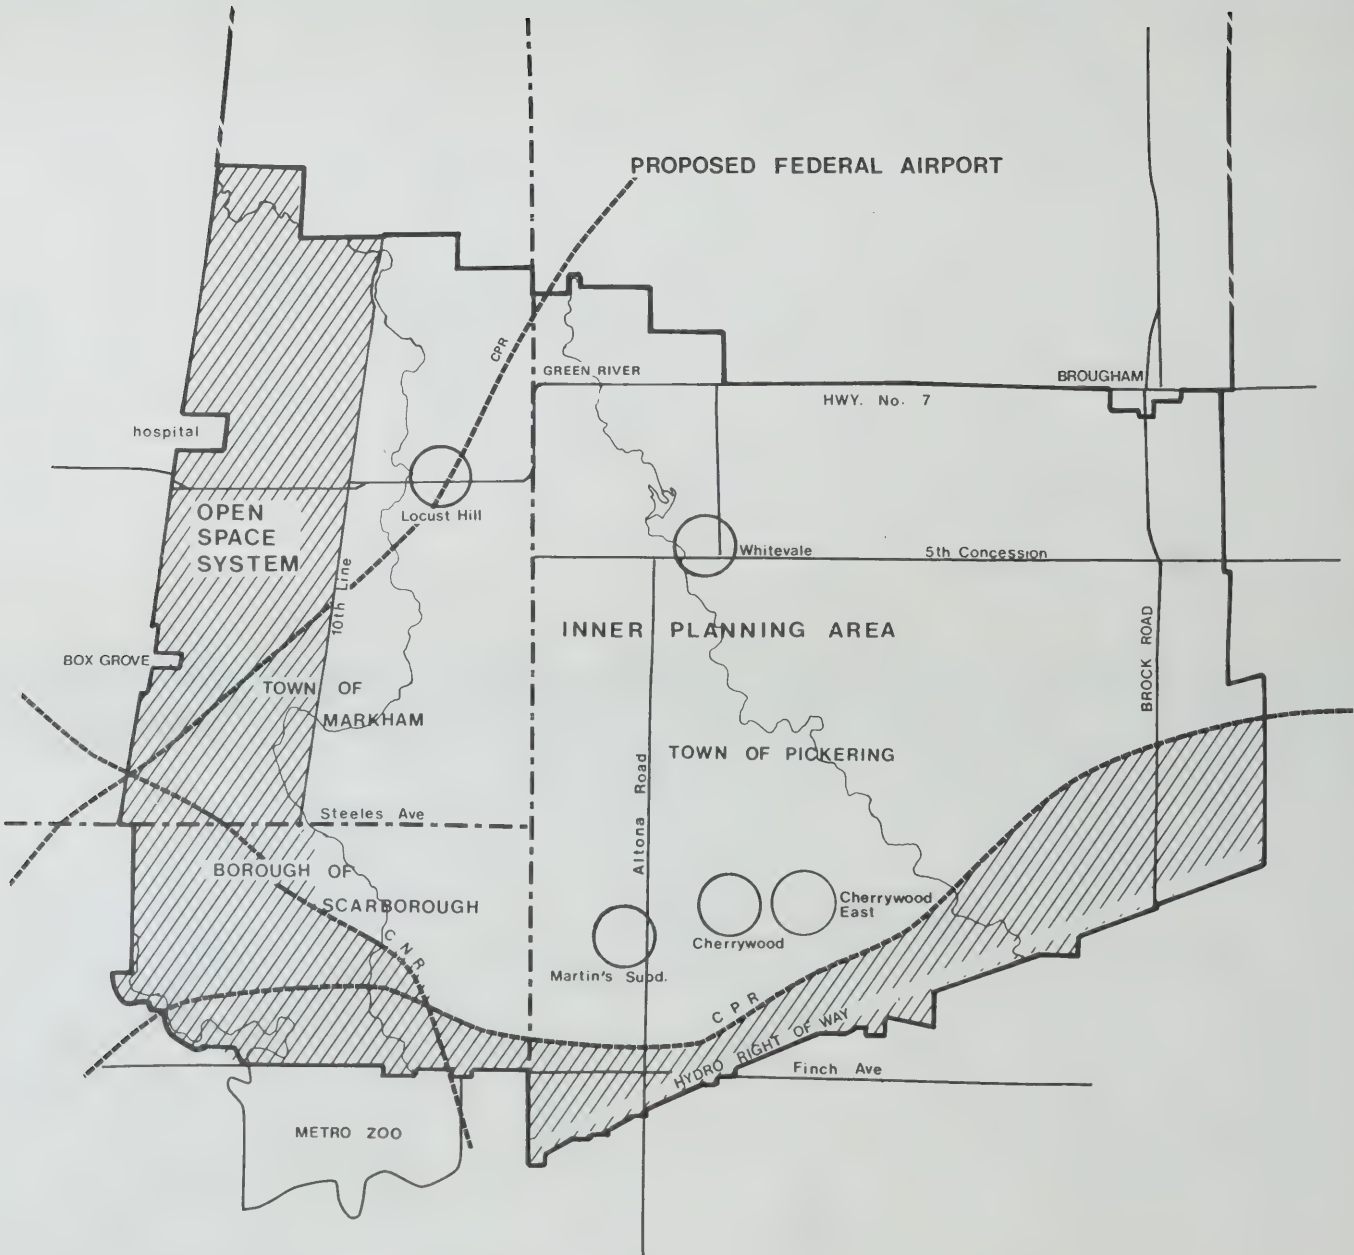 PROPOSED FEDERAL AIRPORT
CPR
GREEN RIVER
BROUGHAM
HWY. No. 7
hospital
Locust Hill
OPEN
SPACE
SYSTEM
Whitevale
5th Concession
10th Line
INNER PLANNING AREA
BOX GROVE
BROCK ROAD
TOWN OF
MARKHAM
TOWN OF PICKERING
Altona Road
Steeles Ave
BOROUGH OF
SCARBOROUGH
Cherrywood
East
Cherrywood
CNR
Martin's Subd.
CPR
HYDRO RIGHT OF WAY
Finch Ave
METRO ZOO